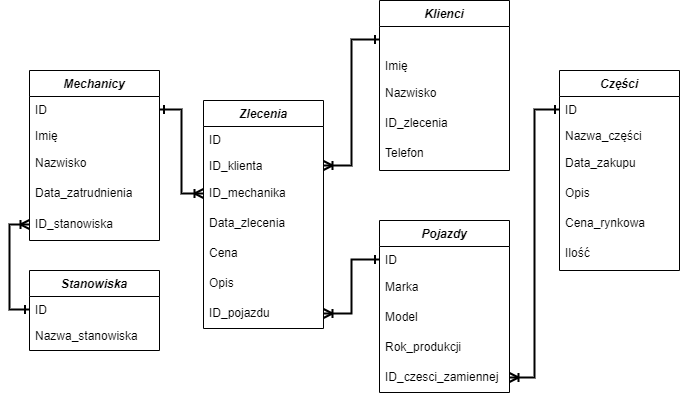 Mechanicy
ID
Imię
Nazwisko
Data_zatrudnienia
ID_stanowiska
Stanowiska
ID
Nazwa_stanowiska
Zlecenia
ID
ID_klienta
ID_mechanika
Data_zlecenia
Cena
Opis
ID_pojazdu
Klienci
Imię
Nazwisko
ID_zlecenia
Telefon
Pojazdy
ID
Marka
Model
Rok_produkcji
ID_czesci_zamiennej
Części
ID
Nazwa_części
Data_zakupu
Opis
Cena_rynkowa
Ilość